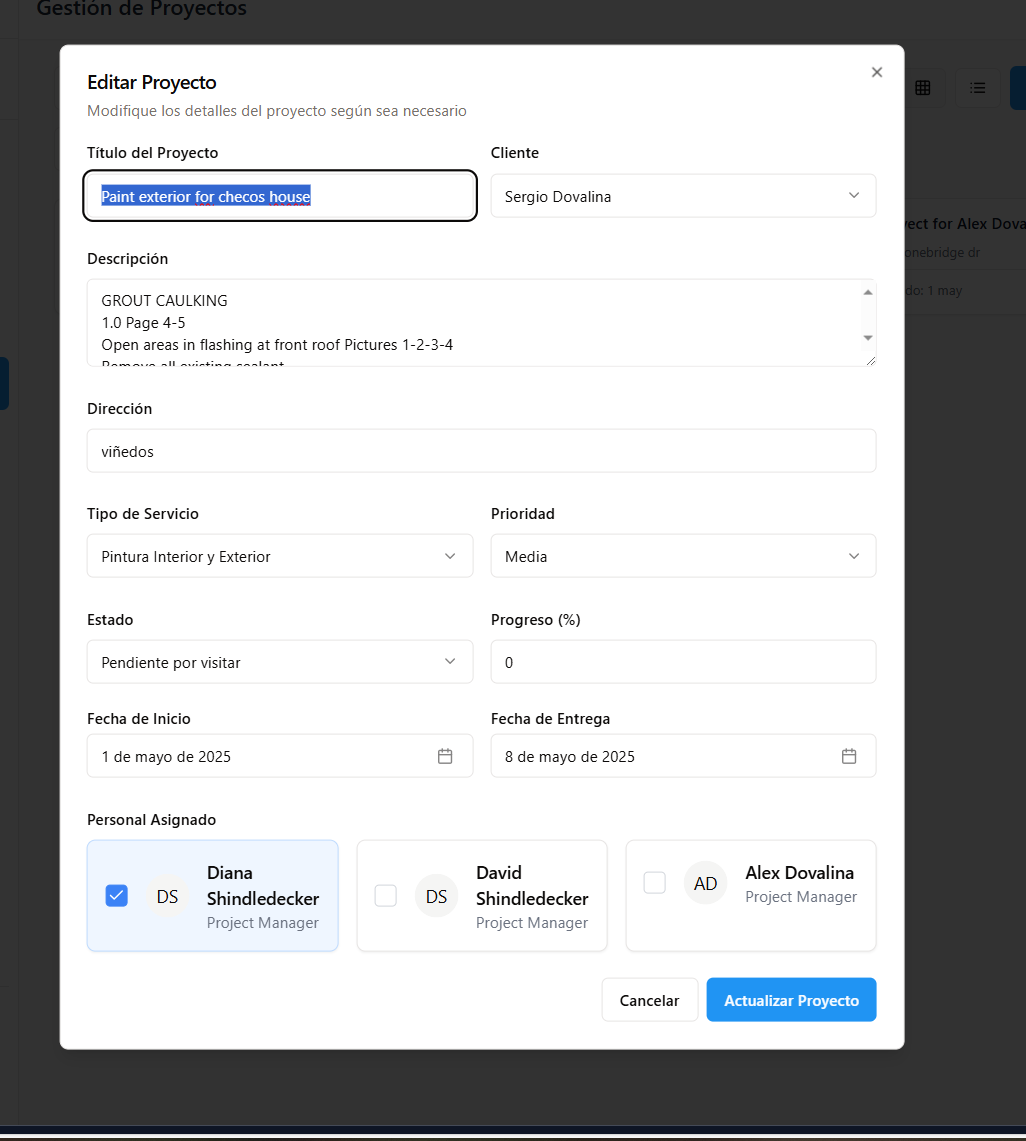 Gestión de Proyectos
Editar Proyecto
Modifique los detalles del proyecto según sea necesario
Título del Proyecto
Cliente
Paint exterior for checos house
Sergio Dovalina
Descripción
GROUT CAULKING
1.0 Page 4-5
Open areas in flashing at front roof Pictures 1-2-3-4
Remove all existing sealant
Dirección
viñedos
Tipo de Servicio
Prioridad
Pintura Interior y Exterior
Media
Estado
Progreso (%)
Pendiente por visitar
0
Fecha de Inicio
Fecha de Entrega
1 de mayo de 2025
8 de mayo de 2025
Personal Asignado
DS
Diana
Shindledecker
Project Manager
DS
David
Shindledecker
Project Manager
AD
Alex Dovalina
Project Manager
Cancelar
Actualizar Proyecto
for Alex
dr
1 may